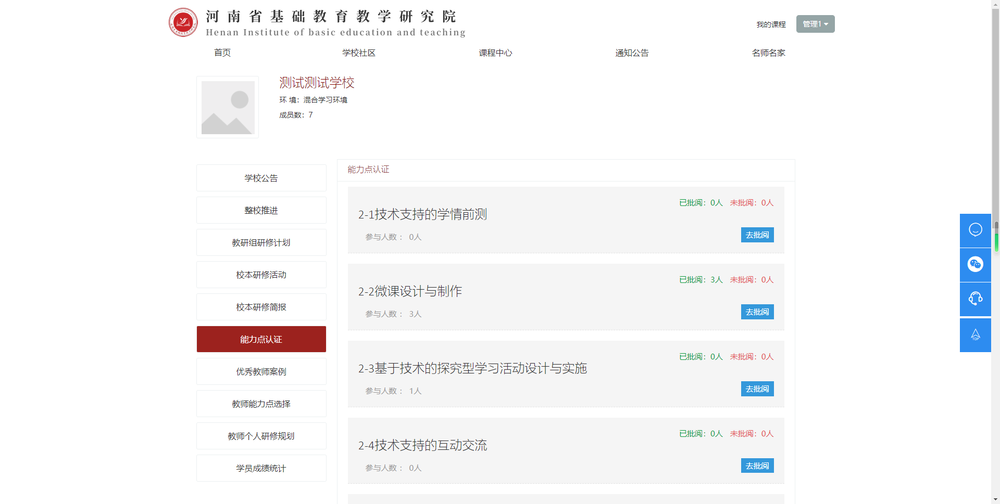 河南省基础教育教学研究院
Henan Institute of basic education and teaching
我的课程
管理1
首页
学校社区
课程中心
通知公告
名师名家
测试测试学校
环 境：混合学习环境
成员数：7
学校公告
整校推进
教研组研修计划
校本研修活动
校本研修简报
能力点认证
优秀教师案例
教师能力点选择
教师个人研修规划
学员成绩统计
能力点认证
已批阅：0人 未批阅：0人
2-1技术支持的学情前测
参与人数 ： 0人
去批阅
已批阅：3人 未批阅：0人
2-2微课设计与制作
参与人数 ： 3人
去批阅
已批阅：0人 未批阅：0人
2-3基于技术的探究型学习活动设计与实施
参与人数 ： 1人
去批阅
已批阅：0人 未批阅：0人
2-4技术支持的互动交流
参与人数 ： 0人
去批阅
TOP